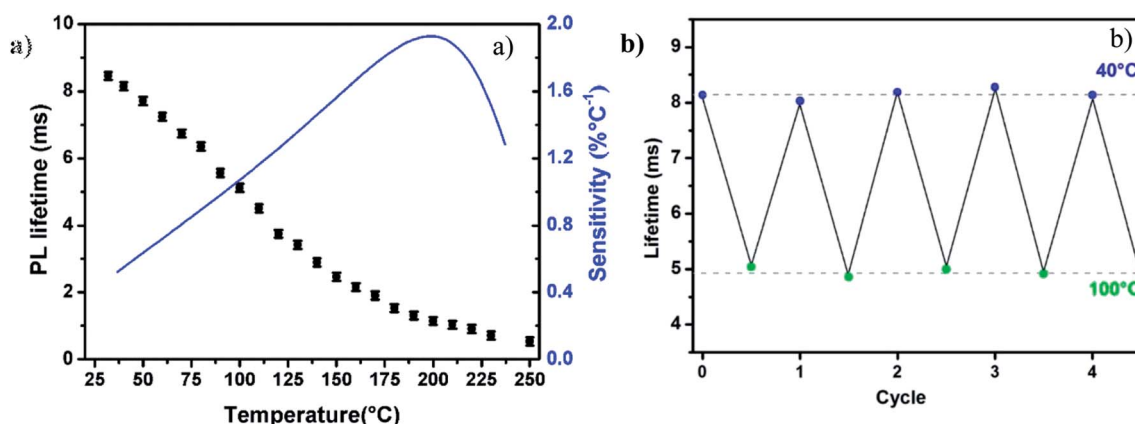 a)
a)
10
8
6
4
2
0
PL lifetime (ms)
2.0
1.6
1.2
0.8
0.4
0.0
Sensitivity (%°C-1)
25 50 75 100 125 150 175 200 225 250
Temperature(°C)
b)
b)
9
8
7
6
5
4
Lifetime (ms)
40°C
100°C
0 1 2 3 4
Cycle